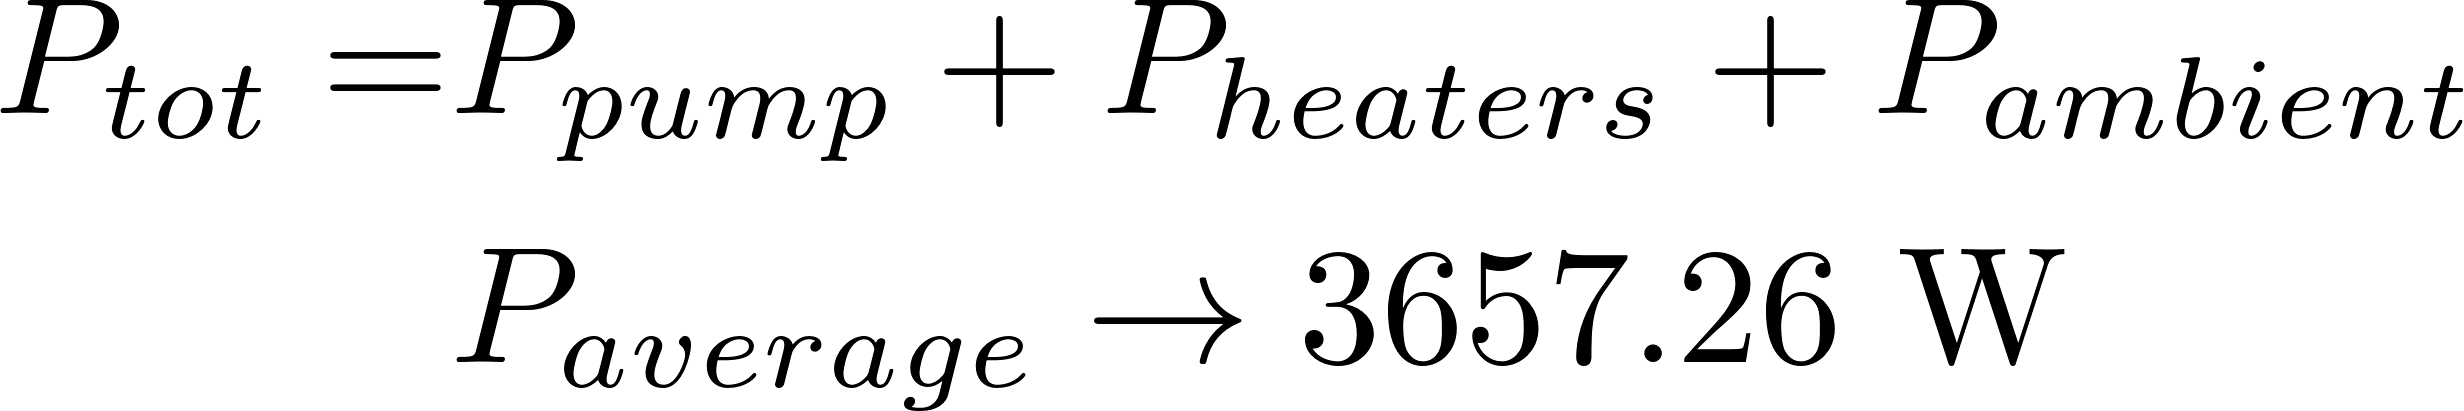 P_{tot} = P_{pump} + P_{heaters} + P_{ambient}
P_{average} → 3657.26 W